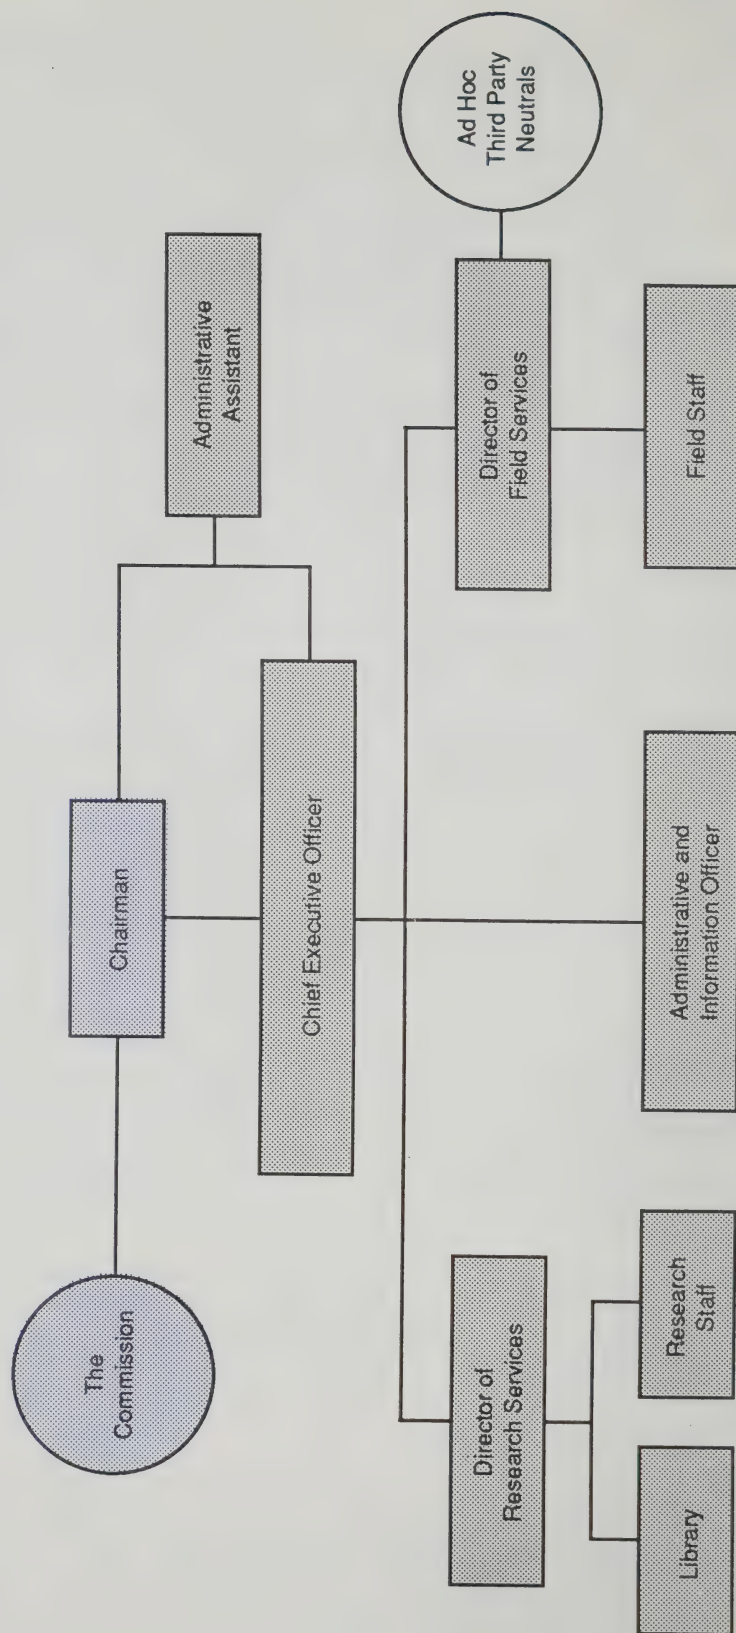 The
Commission
Chairman
Administrative
Assistant
Chief Executive Officer
Director of
Research Services
Director of
Field Services
Ad Hoc
Third Party
Neutrals
Library
Research
Staff
Administrative and
Information Officer
Field Staff